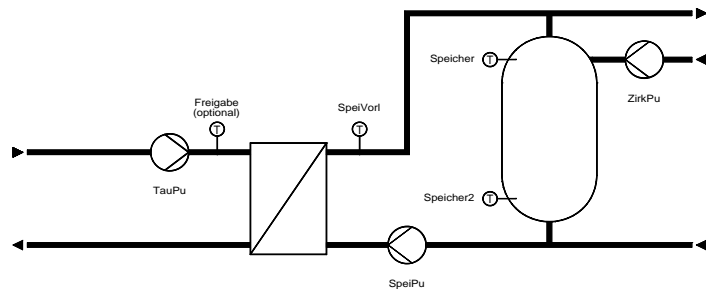 Speicher
T
ZirkPu
Freigabe
(optional)
T
SpeiVorl
T
TauPu
Speicher2
T
SpeiPu